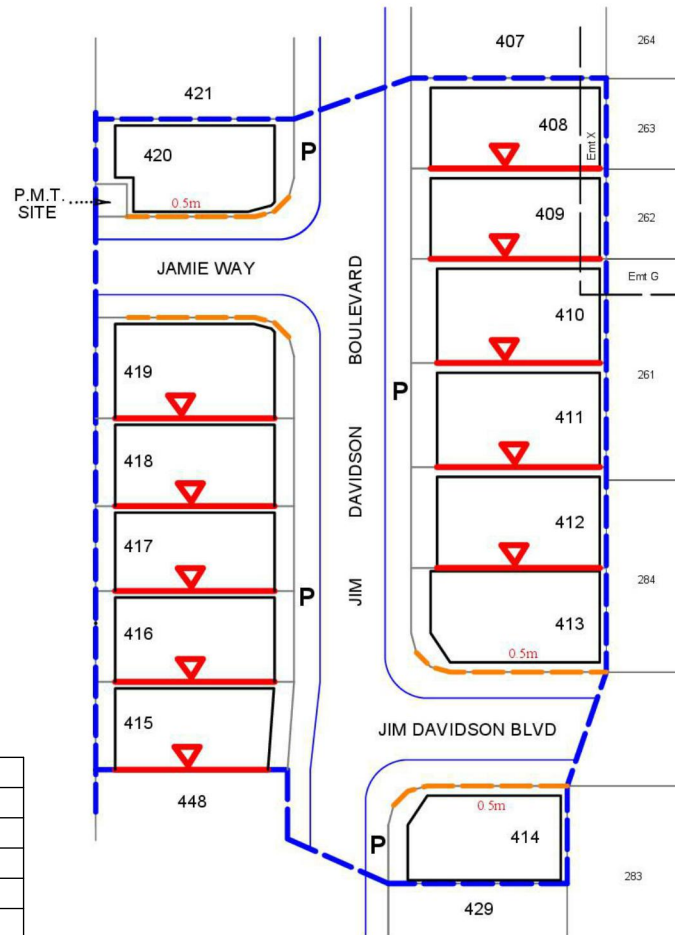 407
264
421
408
263
Emt X
420
P
P.M.T.
SITE
0.5m
409
262
JAMIE WAY
BOULEVARD
Emt G
410
419
P
261
411
418
DAVIDSON
412
417
JIM
P
284
416
413
0.5m
415
JIM DAVIDSON BLVD
448
0.5m
414
P
283
429